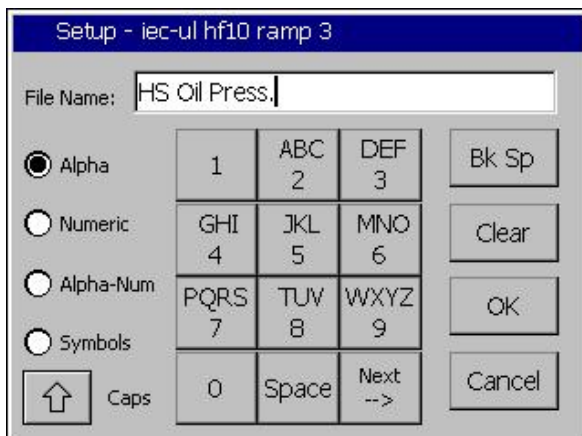 Setup - iec-ul hf10 ramp 3
File Name: HS Oil Press.
Alpha
Numeric
Alpha-Num
Symbols
Caps
1
ABC
2
DEF
3
GHI
4
JKL
5
MNO
6
PQRS
7
TUV
8
WXYZ
9
0
Space
Next
-->
Bk Sp
Clear
OK
Cancel